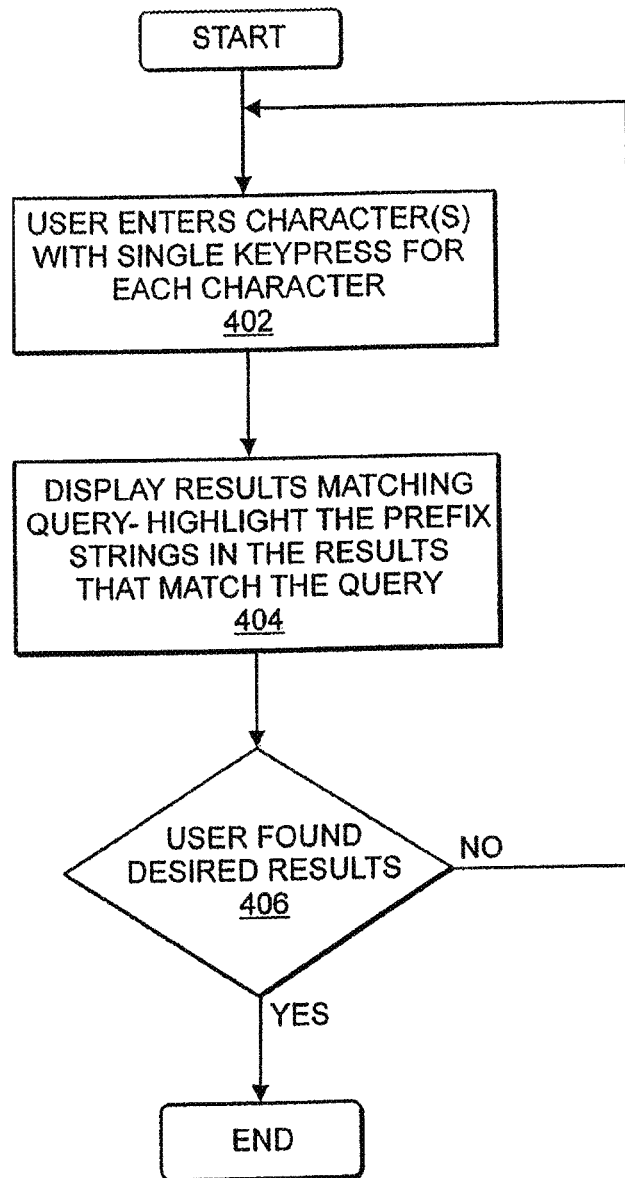 START
USER ENTERS CHARACTER(S)
WITH SINGLE KEYPRESS FOR
EACH CHARACTER
402
DISPLAY RESULTS MATCHING
QUERY- HIGHLIGHT THE PREFIX
STRINGS IN THE RESULTS
THAT MATCH THE QUERY
404
USER FOUND
DESIRED RESULTS
406
NO
YES
END